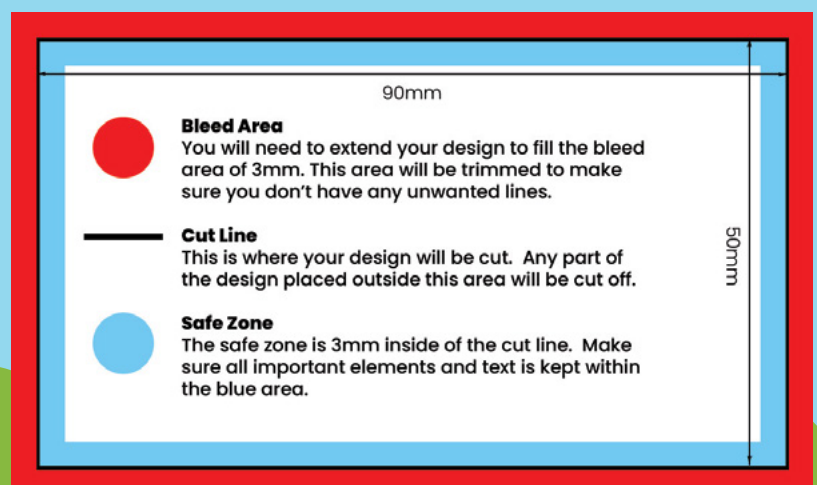 90mm
Bleed Area
You will need to extend your design to fill the bleed
area of 3mm. This area will be trimmed to make
sure you don't have any unwanted lines.
Cut Line
This is where your design will be cut.  Any part of
the design placed outside this area will be cut off.
50mm
Safe Zone
The safe zone is 3mm inside of the cut line.  Make
sure all important elements and text is kept within
the blue area.